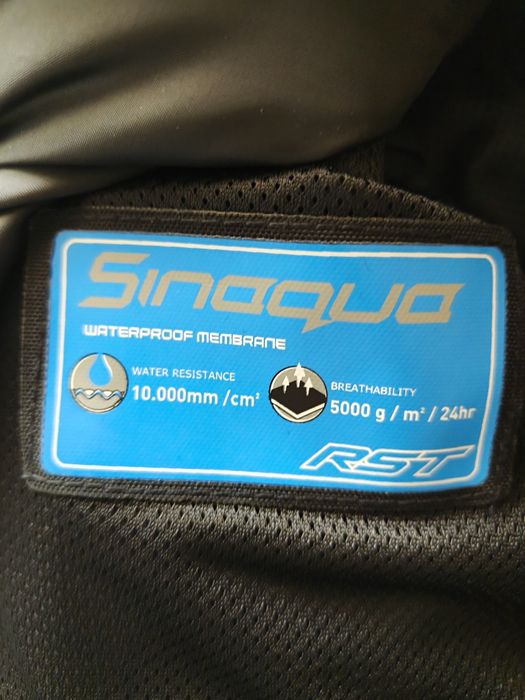 Sinaqua
WATERPROOF MEMBRANE
WATER RESISTANCE
10.000mm /cm²
BREATHABILITY
5000 g / m² / 24hr
RST